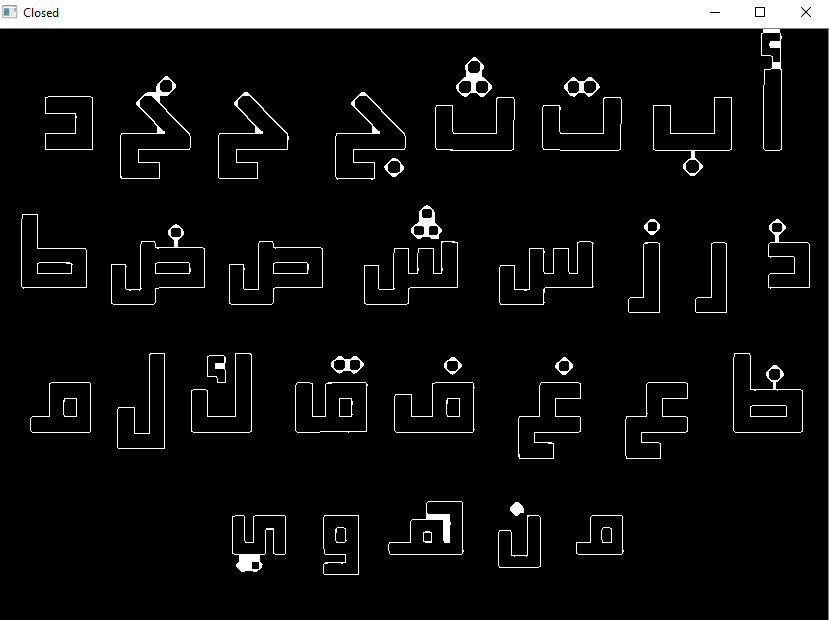 Closed
أ ب ت ث ج ح خ د
ذ ر ز س ش ص ض ط
ظ ع غ ف ق ك ل م
م ن ه و ي